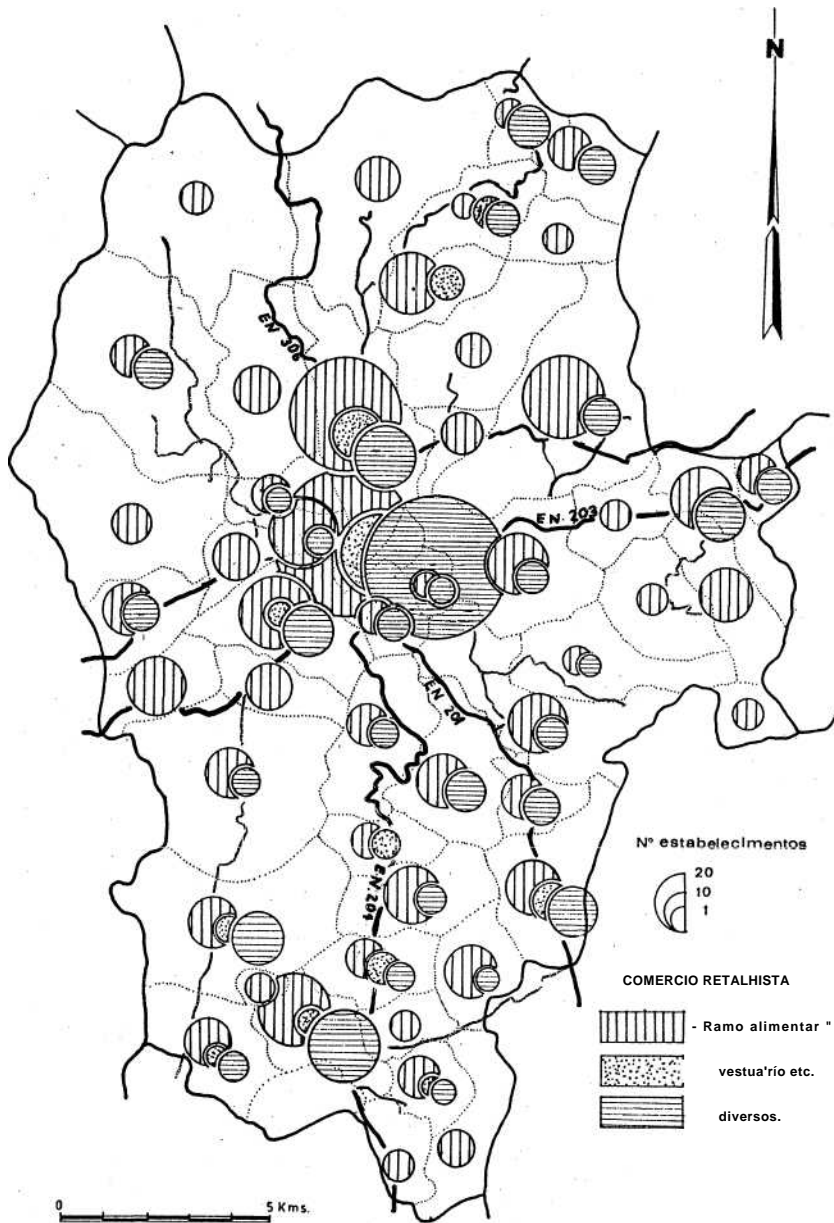 N
EN 306
EN. 203
EN 201
EN. 204
Nº estabelecimentos
20
10
1
COMERCIO RETALHISTA
- Ramo alimentar "
vestua'río etc.
diversos.
0 5 Kms.